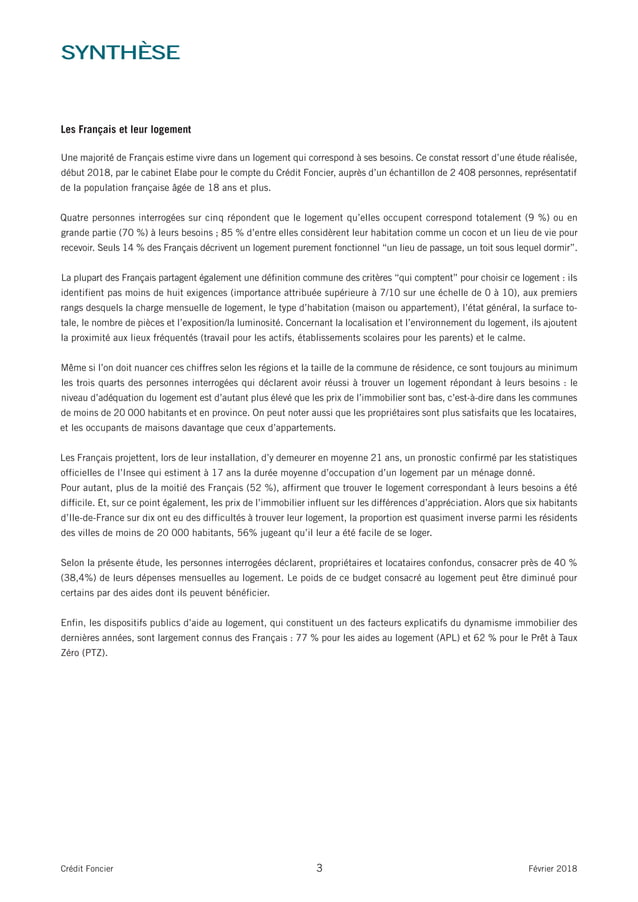 SYNTHÈSE
Les Français et leur logement
Une majorité de Français estime vivre dans un logement qui correspond à ses besoins. Ce constat ressort d’une étude réalisée,
début 2018, par le cabinet Elabe pour le compte du Crédit Foncier, auprès d’un échantillon de 2 408 personnes, représentatif
de la population française âgée de 18 ans et plus.
Quatre personnes interrogées sur cinq répondent que le logement qu’elles occupent correspond totalement (9 %) ou en
grande partie (70 %) à leurs besoins ; 85 % d’entre elles considèrent leur habitation comme un cocon et un lieu de vie pour
recevoir. Seuls 14 % des Français décrivent un logement purement fonctionnel “un lieu de passage, un toit sous lequel dormir”.
La plupart des Français partagent également une définition commune des critères “qui comptent” pour choisir ce logement : ils
identifient pas moins de huit exigences (importance attribuée supérieure à 7/10 sur une échelle de 0 à 10), aux premiers
rangs desquels la charge mensuelle de logement, le type d’habitation (maison ou appartement), l’état général, la surface to-
tale, le nombre de pièces et l’exposition/la luminosité. Concernant la localisation et l’environnement du logement, ils ajoutent
la proximité aux lieux fréquentés (travail pour les actifs, établissements scolaires pour les parents) et le calme.
Même si l’on doit nuancer ces chiffres selon les régions et la taille de la commune de résidence, ce sont toujours au minimum
les trois quarts des personnes interrogées qui déclarent avoir réussi à trouver un logement répondant à leurs besoins : le
niveau d’adéquation du logement est d’autant plus élevé que les prix de l’immobilier sont bas, c’est-à-dire dans les communes
de moins de 20 000 habitants et en province. On peut noter aussi que les propriétaires sont plus satisfaits que les locataires,
et les occupants de maisons davantage que ceux d’appartements.
Les Français projettent, lors de leur installation, d’y demeurer en moyenne 21 ans, un pronostic confirmé par les statistiques
officielles de l’Insee qui estiment à 17 ans la durée moyenne d’occupation d’un logement par un ménage donné.
Pour autant, plus de la moitié des Français (52 %), affirment que trouver le logement correspondant à leurs besoins a été
difficile. Et, sur ce point également, les prix de l’immobilier influent sur les différences d’appréciation. Alors que six habitants
d’Ile-de-France sur dix ont eu des difficultés à trouver leur logement, la proportion est quasiment inverse parmi les résidents
des villes de moins de 20 000 habitants, 56% jugeant qu’il leur a été facile de se loger.
Selon la présente étude, les personnes interrogées déclarent, propriétaires et locataires confondus, consacrer près de 40 %
(38,4%) de leurs dépenses mensuelles au logement. Le poids de ce budget consacré au logement peut être diminué pour
certains par des aides dont ils peuvent bénéficier.
Enfin, les dispositifs publics d’aide au logement, qui constituent un des facteurs explicatifs du dynamisme immobilier des
dernières années, sont largement connus des Français : 77 % pour les aides au logement (APL) et 62 % pour le Prêt à Taux
Zéro (PTZ).
Crédit Foncier
3
Février 2018